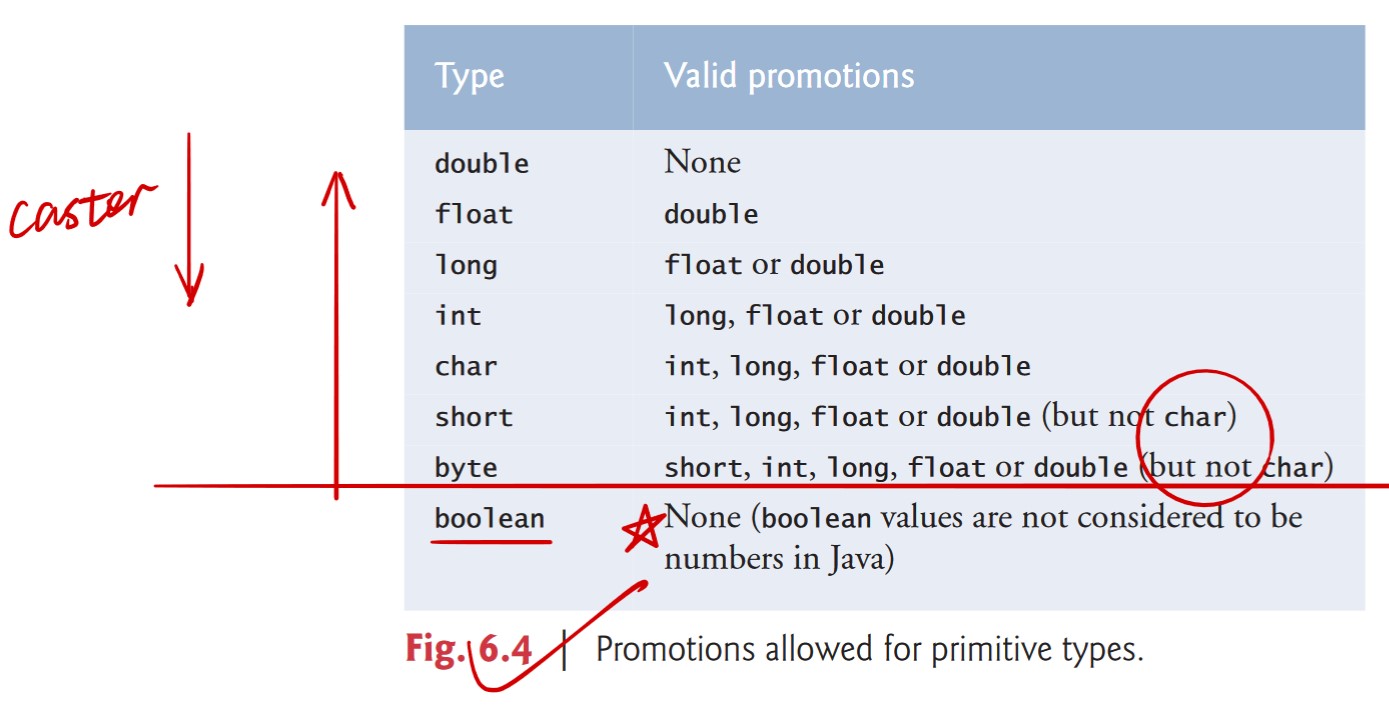 Type Valid promotions
double None
float double
caster
long float or double
int long, float or double
char int, long, float or double
short int, long, float or double (but not char)
byte short, int, long, float or double (but not char)
boolean None (boolean values are not considered to be
numbers in Java)
Fig. 6.4 | Promotions allowed for primitive types.